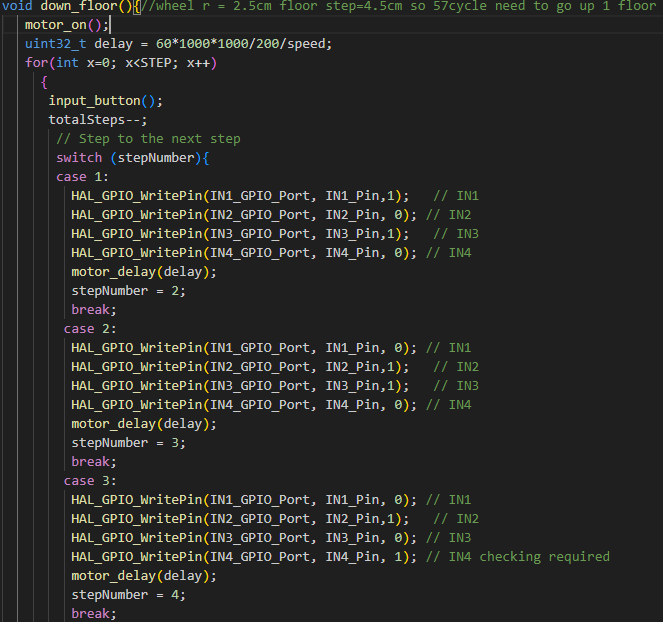 void down_floor(){//wheel r = 2.5cm floor step=4.5cm so 57cycle need to go up 1 floor
motor_on();
uint32_t delay = 60*1000*1000/200/speed;
for(int x=0; x<STEP; x++)
{
input_button();
totalSteps--;
// Step to the next step
switch (stepNumber){
case 1:
HAL_GPIO_WritePin(IN1_GPIO_Port, IN1_Pin,1);   // IN1
HAL_GPIO_WritePin(IN2_GPIO_Port, IN2_Pin, 0); // IN2
HAL_GPIO_WritePin(IN3_GPIO_Port, IN3_Pin,1);   // IN3
HAL_GPIO_WritePin(IN4_GPIO_Port, IN4_Pin, 0); // IN4
motor_delay(delay);
stepNumber = 2;
break;
case 2:
HAL_GPIO_WritePin(IN1_GPIO_Port, IN1_Pin, 0); // IN1
HAL_GPIO_WritePin(IN2_GPIO_Port, IN2_Pin,1);   // IN2
HAL_GPIO_WritePin(IN3_GPIO_Port, IN3_Pin,1);   // IN3
HAL_GPIO_WritePin(IN4_GPIO_Port, IN4_Pin, 0); // IN4
motor_delay(delay);
stepNumber = 3;
break;
case 3:
HAL_GPIO_WritePin(IN1_GPIO_Port, IN1_Pin, 0); // IN1
HAL_GPIO_WritePin(IN2_GPIO_Port, IN2_Pin,1);   // IN2
HAL_GPIO_WritePin(IN3_GPIO_Port, IN3_Pin, 0); // IN3
HAL_GPIO_WritePin(IN4_GPIO_Port, IN4_Pin, 1); // IN4 checking required
motor_delay(delay);
stepNumber = 4;
break;